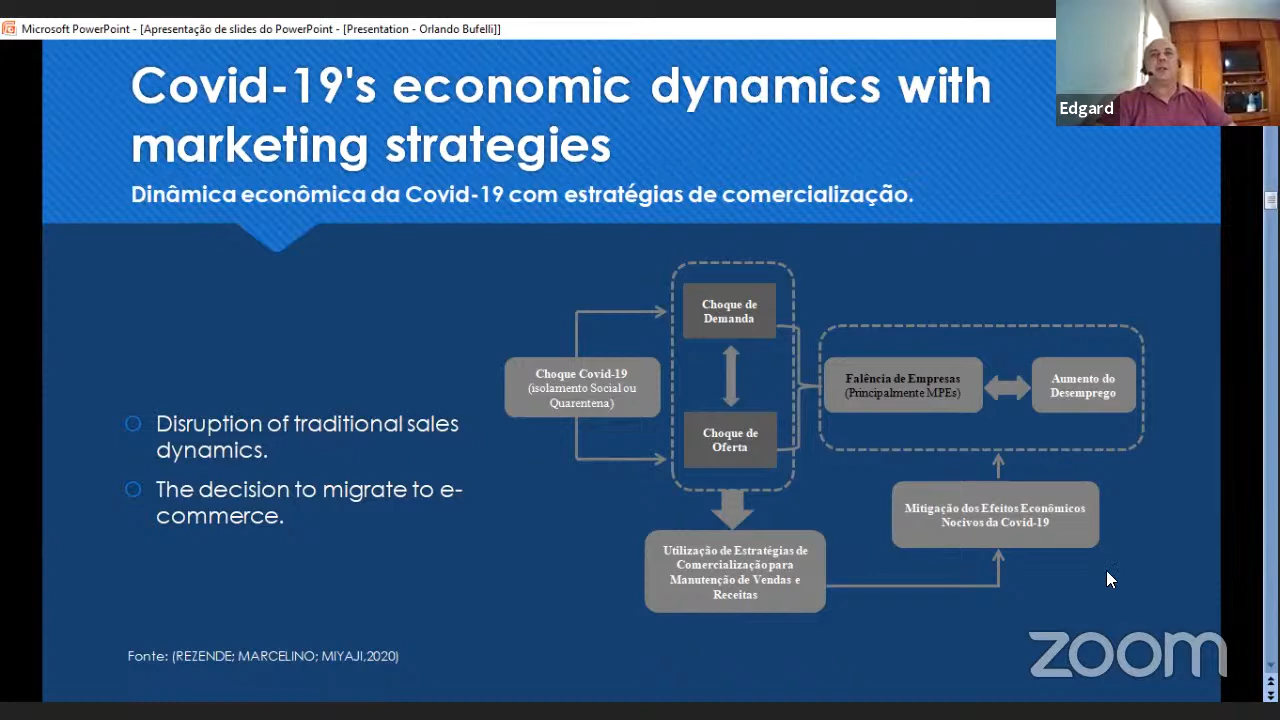 Microsoft PowerPoint - [Apresentação de slides do PowerPoint - [Presentation - Orlando Bufelli]]
Edgard
Covid-19's economic dynamics with
marketing strategies
Dinâmica econômica da Covid-19 com estratégias de comercialização.
Disruption of traditional sales
dynamics.
The decision to migrate to e-
commerce.
Choque Covid-19
(isolamento Social ou
Quarentena)
Choque de
Demanda
Choque de
Oferta
Falência de Empresas
(Principalmente MPEs)
Aumento do
Desemprego
Utilização de Estratégias de
Comercialização para
Manutenção de Vendas e
Receitas
Mitigação dos Efeitos Econômicos
Nocivos da Covid-19
Fonte: (REZENDE; MARCELINO; MIYAJI,2020)
zoom